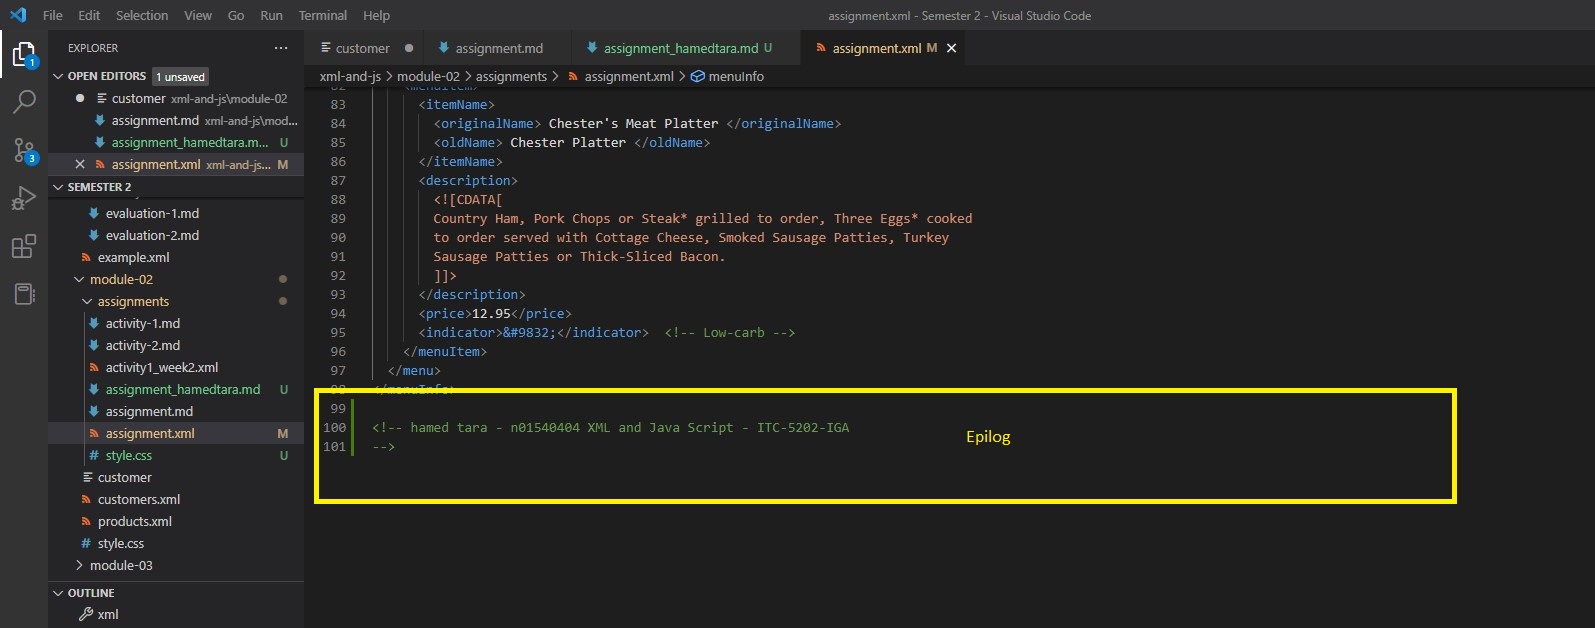 File Edit Selection View Go Run Terminal Help
assignment.xml - Semester 2 - Visual Studio Code
EXPLORER ...
OPEN EDITORS 1 unsaved
customer xml-and-js\module-02
assignment.md xml-and-js\mod...
assignment_hamedtara.m... U
assignment.xml xml-and-js... M
SEMESTER 2
evaluation-1.md
evaluation-2.md
example.xml
module-02
assignments
activity-1.md
activity-2.md
activity1_week2.xml
assignment_hamedtara.md U
assignment.md
assignment.xml M
style.css U
customer
customers.xml
products.xml
style.css
module-03
OUTLINE
xml
1
3
customer
assignment.md
assignment_hamedtara.md U
assignment.xml M
xml-and-js > module-02 > assignments > assignment.xml > menuInfo
82 <menuItem>
83 <itemName>
84 <originalName> Chester's Meat Platter </originalName>
85 <oldName> Chester Platter </oldName>
86 </itemName>
87 <description>
88 <![CDATA[
89 Country Ham, Pork Chops or Steak* grilled to order, Three Eggs* cooked
90 to order served with Cottage Cheese, Smoked Sausage Patties, Turkey
91 Sausage Patties or Thick-Sliced Bacon.
92 ]]>
93 </description>
94 <price>12.95</price>
95 <indicator>&#9832;</indicator> <!-- Low-carb -->
96 </menuItem>
97 </menu>
98 </menuInfo>
99
100 <!-- hamed tara - n01540404 XML and Java Script - ITC-5202-IGA
101 -->
Epilog